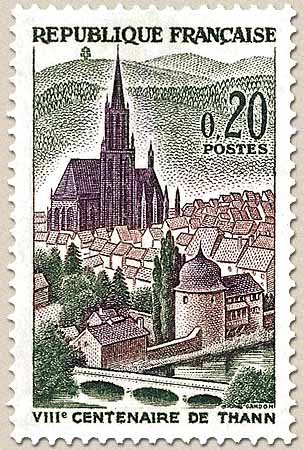 REPUBLIQUE FRANÇAISE
0,20
POSTES
GANDON
VIIIe CENTENAIRE DE THANN